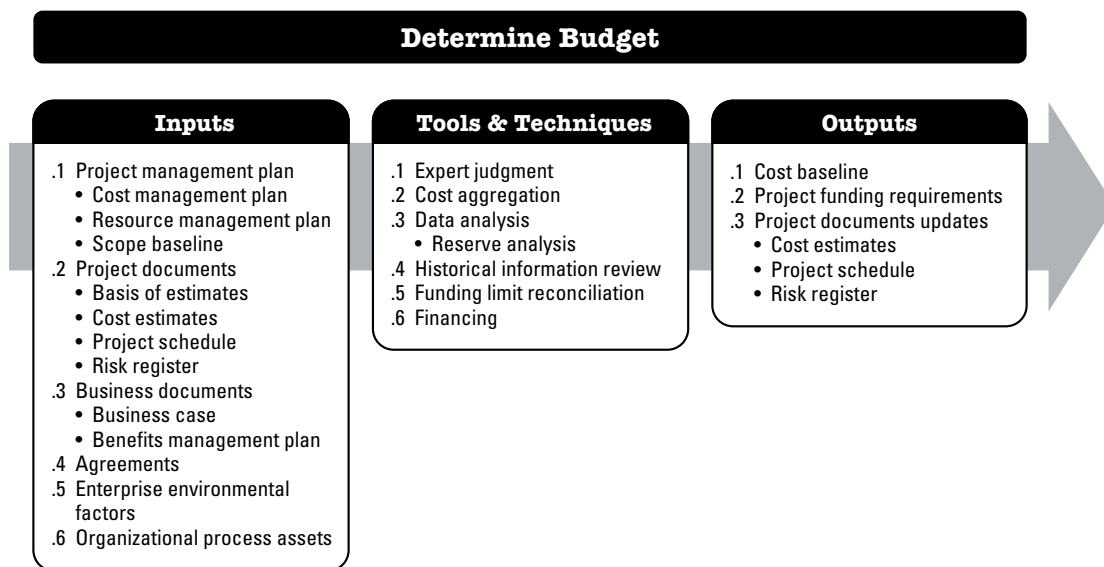 Determine Budget
Inputs
.1 Project management plan
• Cost management plan
• Resource management plan
• Scope baseline
.2 Project documents
• Basis of estimates
• Cost estimates
• Project schedule
• Risk register
.3 Business documents
• Business case
• Benefits management plan
.4 Agreements
.5 Enterprise environmental
factors
.6 Organizational process assets
Tools & Techniques
.1 Expert judgment
.2 Cost aggregation
.3 Data analysis
• Reserve analysis
.4 Historical information review
.5 Funding limit reconciliation
.6 Financing
Outputs
.1 Cost baseline
.2 Project funding requirements
.3 Project documents updates
• Cost estimates
• Project schedule
• Risk register